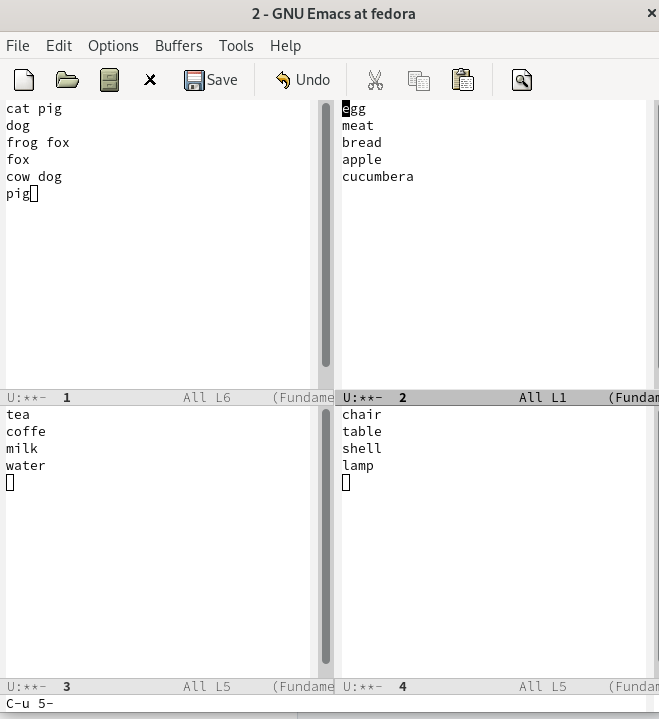 2 - GNU Emacs at fedora
File Edit Options Buffers Tools Help
Save Undo
cat pig
dog
frog fox
fox
cow dog
pig
U:**- 1 All L6 (Fundame
egg
meat
bread
apple
cucumbera
U:**- 2 All L1 (Fundam
tea
coffe
milk
water
U:**- 3 All L5 (Fundame
chair
table
shell
lamp
U:**- 4 All L5 (Fundam
C-u 5-